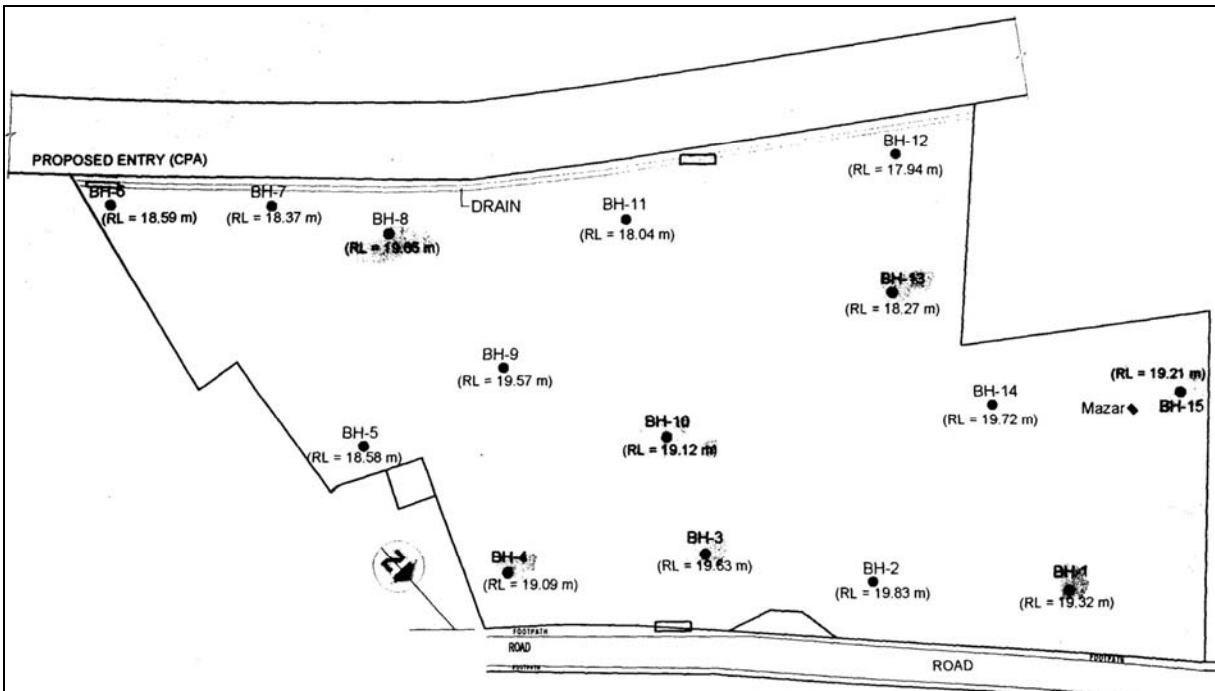 PROPOSED ENTRY (CPA)
BH-12
(RL = 17.94 m)
BH-6
(RL = 18.59 m)
BH-7
(RL = 18.37 m)
DRAIN
BH-8
(RL = 19.65 m)
BH-11
(RL = 18.04 m)
BH-13
(RL = 18.27 m)
BH-9
(RL = 19.57 m)
(RL = 19.21 m)
BH-15
BH-14
(RL = 19.72 m)
Mazar
BH-10
(RL = 19.12 m)
BH-5
(RL = 18.58 m)
N
BH-4
(RL = 19.09 m)
BH-3
(RL = 19.63 m)
BH-2
(RL = 19.83 m)
BH-1
(RL = 19.32 m)
FOOTPATH
ROAD
FOOTPATH
ROAD
FOOTPATH